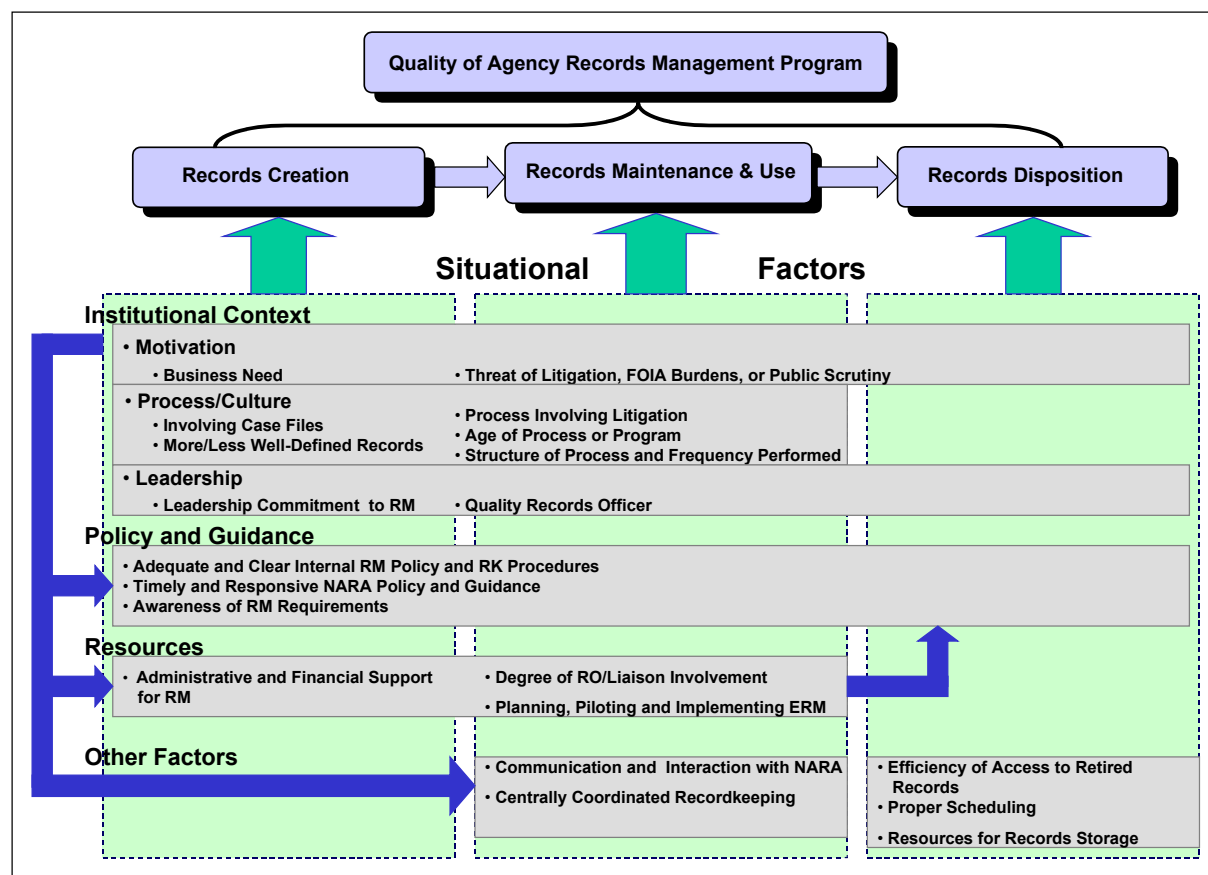 Quality of Agency Records Management Program
Records Creation
Records Maintenance & Use
Records Disposition
Situational Factors
Institutional Context
• Motivation
• Business Need
• Threat of Litigation, FOIA Burdens, or Public Scrutiny
• Process/Culture
• Involving Case Files
• More/Less Well-Defined Records
• Process Involving Litigation
• Age of Process or Program
• Structure of Process and Frequency Performed
• Leadership
• Leadership Commitment to RM
• Quality Records Officer
Policy and Guidance
• Adequate and Clear Internal RM Policy and RK Procedures
• Timely and Responsive NARA Policy and Guidance
• Awareness of RM Requirements
Resources
• Administrative and Financial Support
for RM
• Degree of RO/Liaison Involvement
• Planning, Piloting and Implementing ERM
Other Factors
• Communication and Interaction with NARA
• Centrally Coordinated Recordkeeping
• Efficiency of Access to Retired
Records
• Proper Scheduling
• Resources for Records Storage